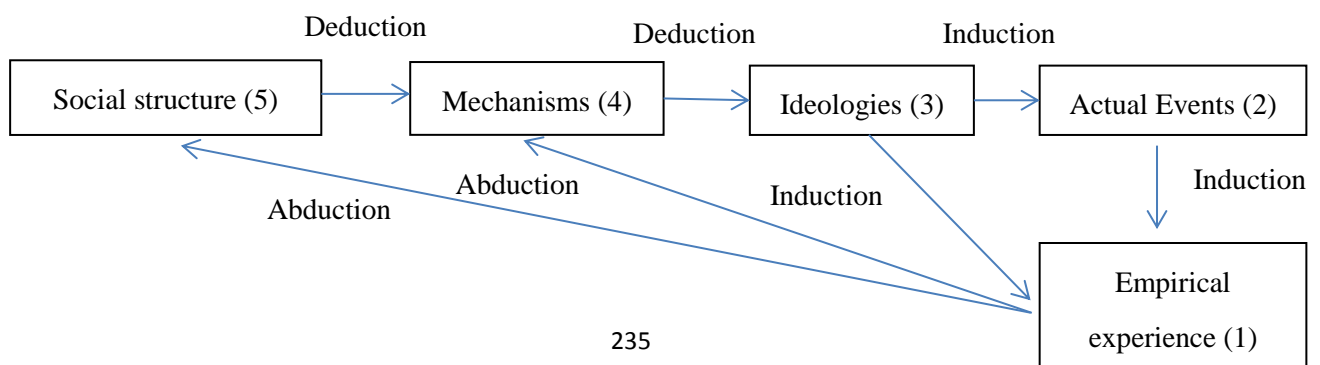 Deduction
Deduction
Induction
Social structure (5)
Mechanisms (4)
Ideologies (3)
Actual Events (2)
Abduction
Abduction
Induction
Induction
Empirical
experience (1)
235